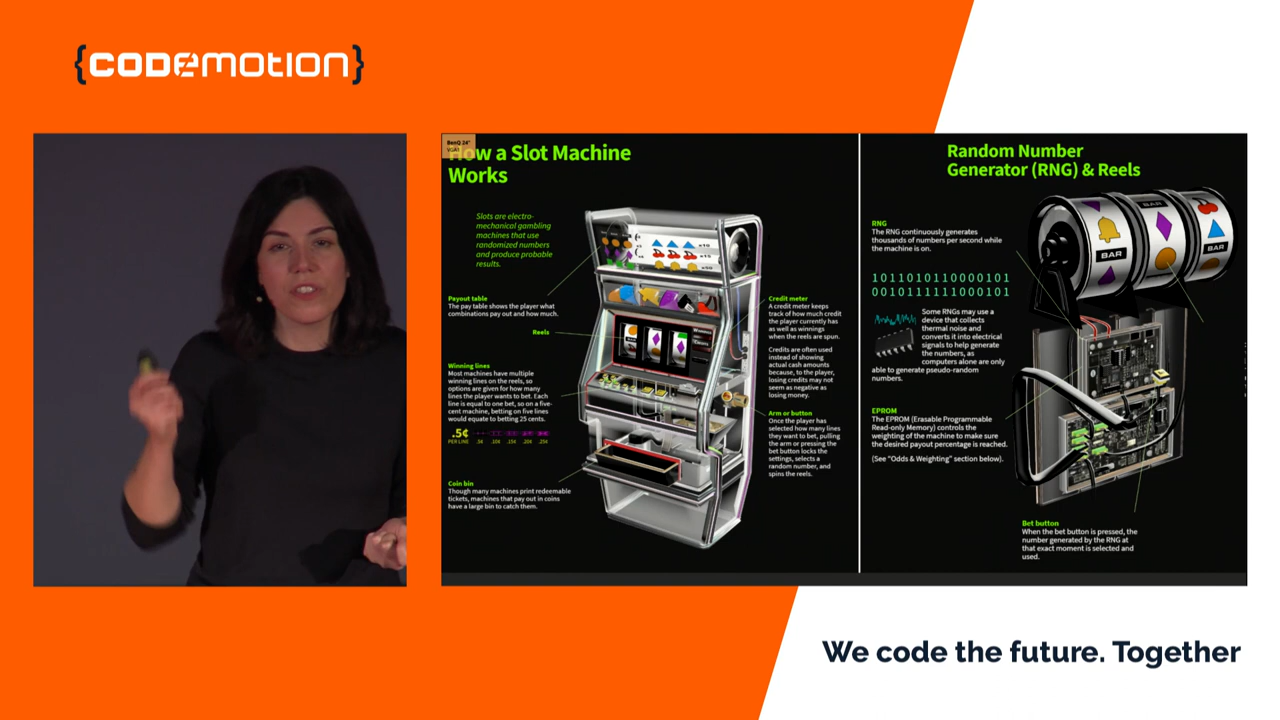 {CODEMOTION}
BenQ 24"
VGA1
How a Slot Machine
Works
Slots are electro-
mechanical gambling
machines that use
randomized numbers
and produce probable
results.
Payout table
The pay table shows the player what
combinations pay out and how much.
Reels
Winning lines
Most machines have multiple
winning lines on the reels, so
options are given for how many
lines the player wants to bet. Each
line is equal to one bet, so on a five-
cent machine, betting on five lines
would equate to betting 25 cents.
.5¢
PER LINE
.5¢ .10¢ .15¢ .20¢ .25¢
Coin bin
Though many machines print redeemable
tickets, machines that pay out in coins
have a large bin to catch them.
Credit meter
A credit meter keeps
track of how much credit
the player currently has
as well as winnings
when the reels are spun.
Credits are often used
instead of showing
actual cash amounts
because, to the player,
losing credits may not
seem as negative as
losing money.
Arm or button
Once the player has
selected how many lines
they want to bet, pulling
the arm or pressing the
bet button locks the
settings, selects a
random number, and
spins the reels.
Random Number
Generator (RNG) & Reels
RNG
The RNG continuously generates
thousands of numbers per second while
the machine is on.
1011010110000101
0010111111000101
Some RNGs may use a
device that collects
thermal noise and
converts it into electrical
signals to help generate
the numbers, as
computers alone are only
able to generate pseudo-random
numbers.
EPROM
The EPROM (Erasable Programmable
Read-only Memory) controls the
weighting of the machine to make sure
the desired payout percentage is reached.
(See "Odds & Weighting" section below).
BAR
BAR
BAR
BAR
Bet button
When the bet button is pressed, the
number generated by the RNG at
that exact moment is selected and
used.
We code the future. Together